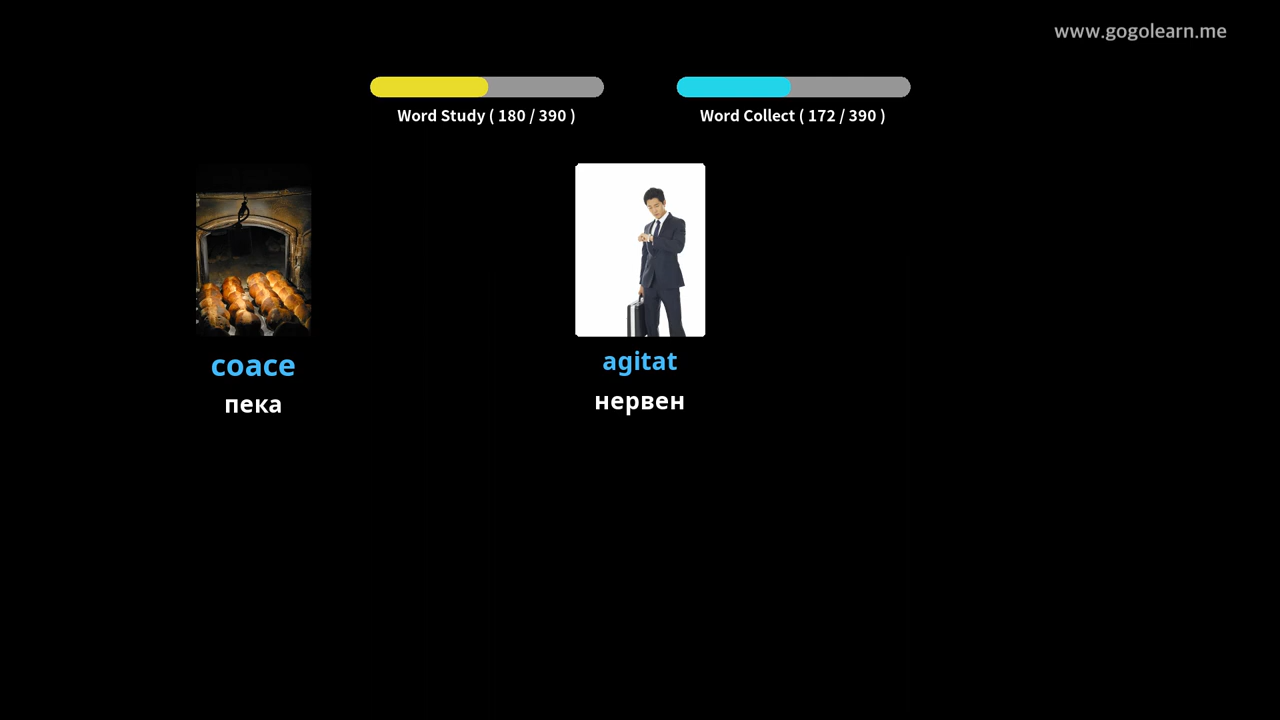 www.gogolearn.me
Word Study ( 180 / 390 )
Word Collect ( 172 / 390 )
coace
пека
agitat
нервен